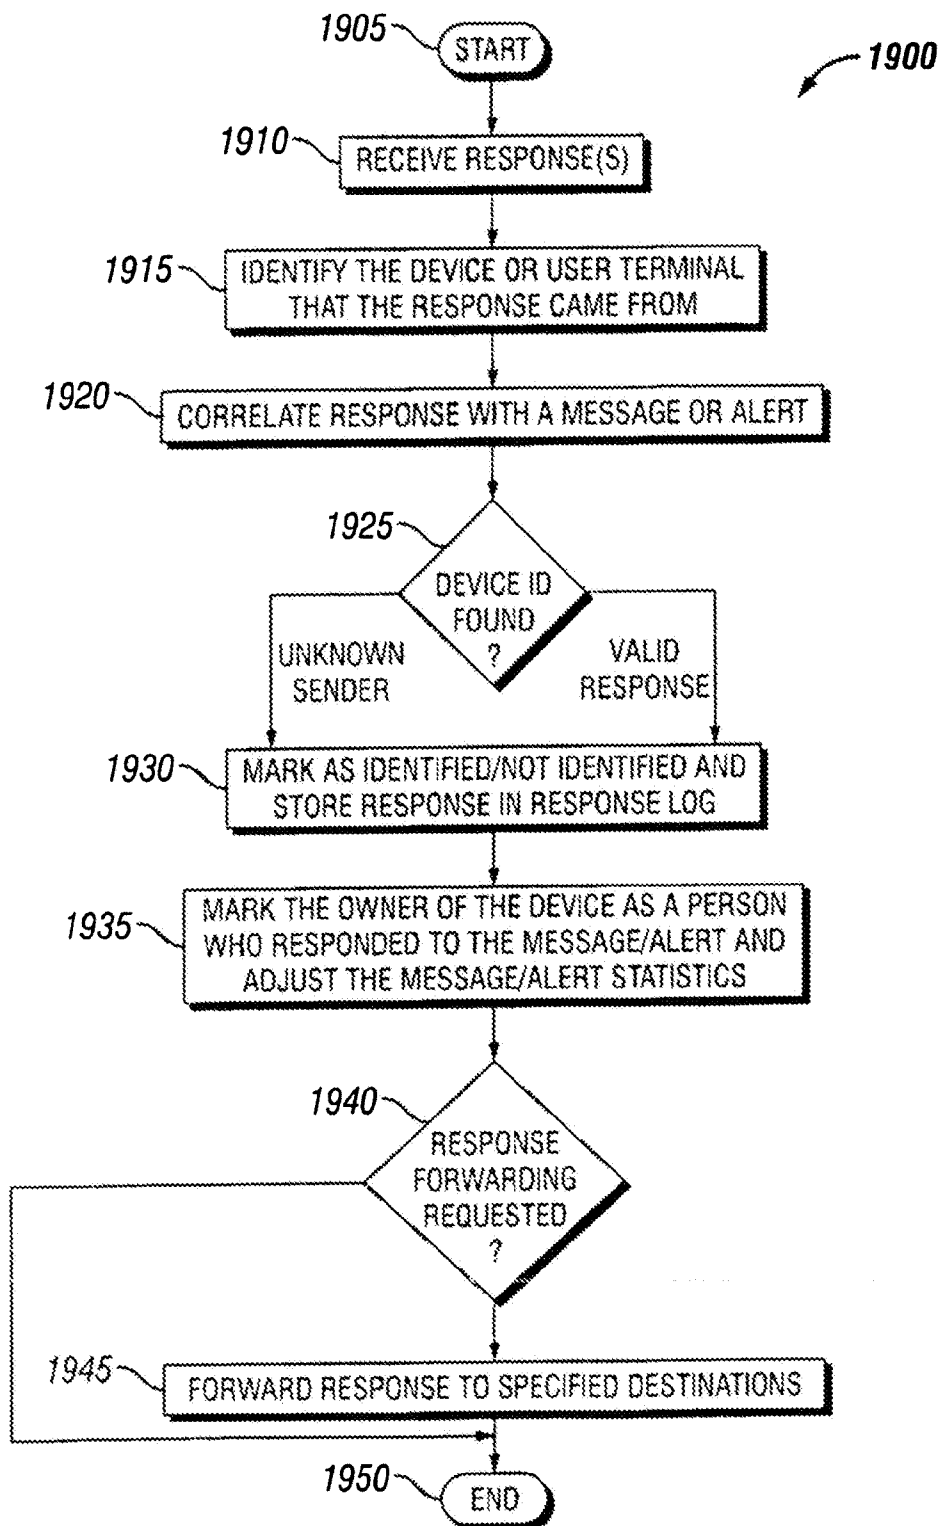 1905
START
1900
1910
RECEIVE RESPONSE(S)
1915
IDENTIFY THE DEVICE OR USER TERMINAL
THAT THE RESPONSE CAME FROM
1920
CORRELATE RESPONSE WITH A MESSAGE OR ALERT
1925
DEVICE ID
FOUND
?
UNKNOWN
SENDER
VALID
RESPONSE
1930
MARK AS IDENTIFIED/NOT IDENTIFIED AND
STORE RESPONSE IN RESPONSE LOG
1935
MARK THE OWNER OF THE DEVICE AS A PERSON
WHO RESPONDED TO THE MESSAGE/ALERT AND
ADJUST THE MESSAGE/ALERT STATISTICS
1940
RESPONSE
FORWARDING
REQUESTED
?
1945
FORWARD RESPONSE TO SPECIFIED DESTINATIONS
1950
END